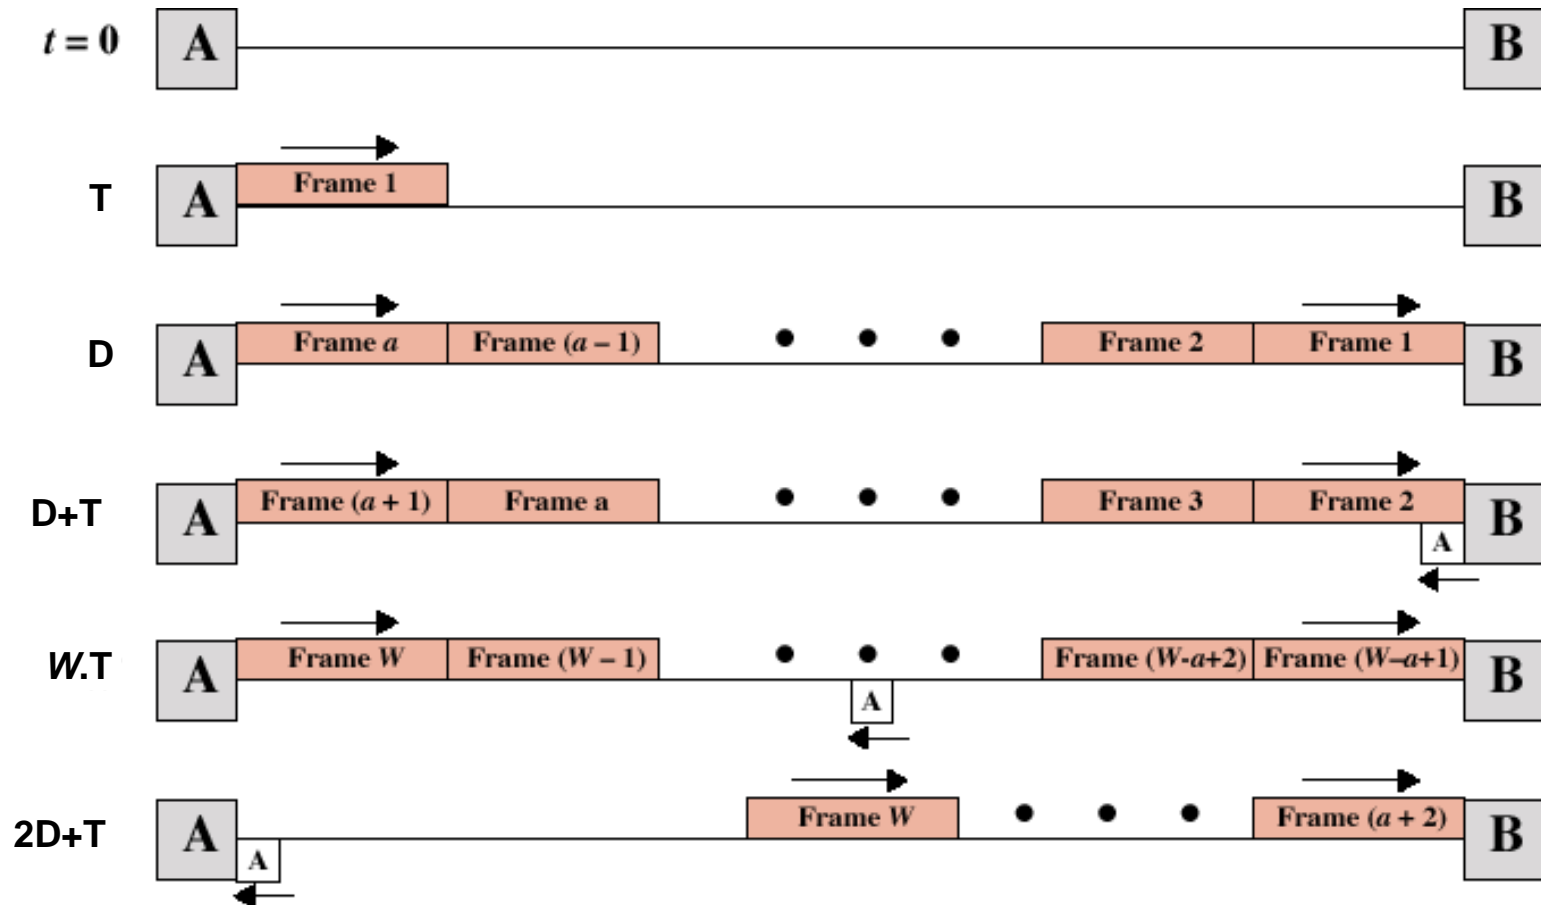 t = 0 A B
T A Frame 1 B
D A Frame a Frame (a – 1) Frame 2 Frame 1 B
D+T A Frame (a + 1) Frame a Frame 3 Frame 2 B
A
W.T A Frame W Frame (W – 1) Frame (W-a+2) Frame (W–a+1) B
A
2D+T A Frame W Frame (a + 2) B
A